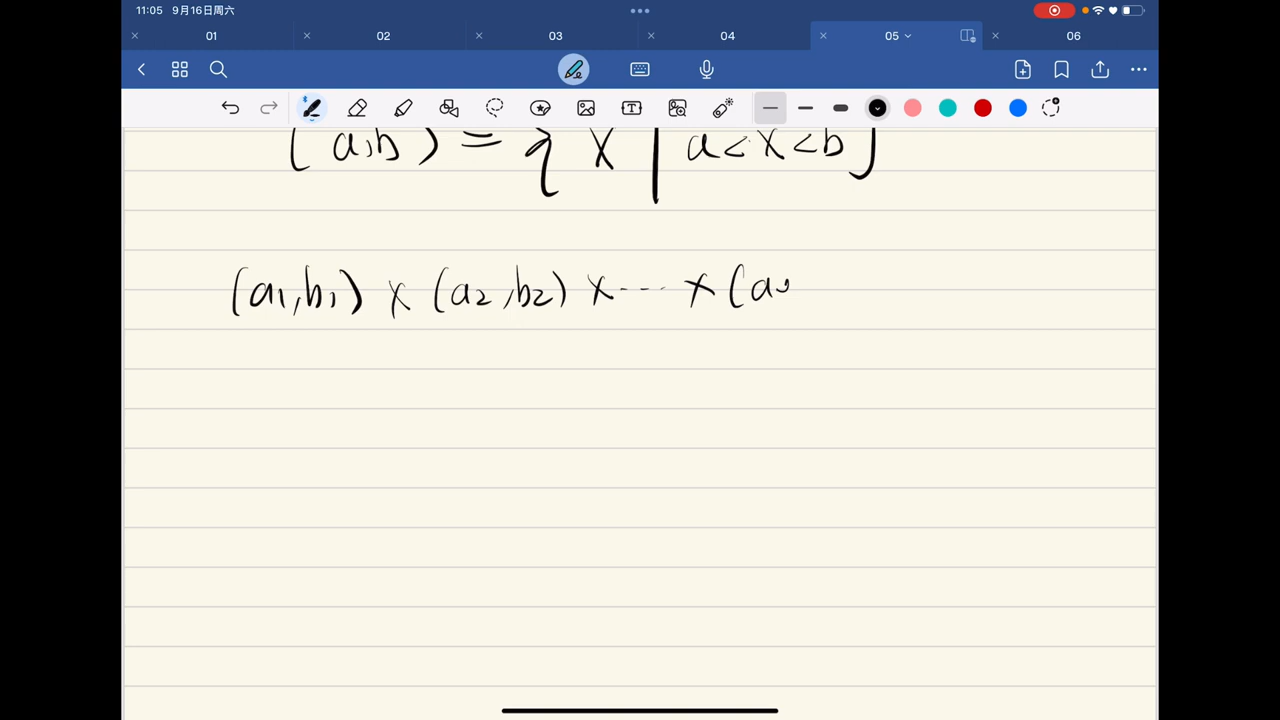 11:05 9月16日周六
01 02 03 04 05 06
(a,b) = { x | a<x<b }
(a1,b1) x (a2,b2) x ··· x (a